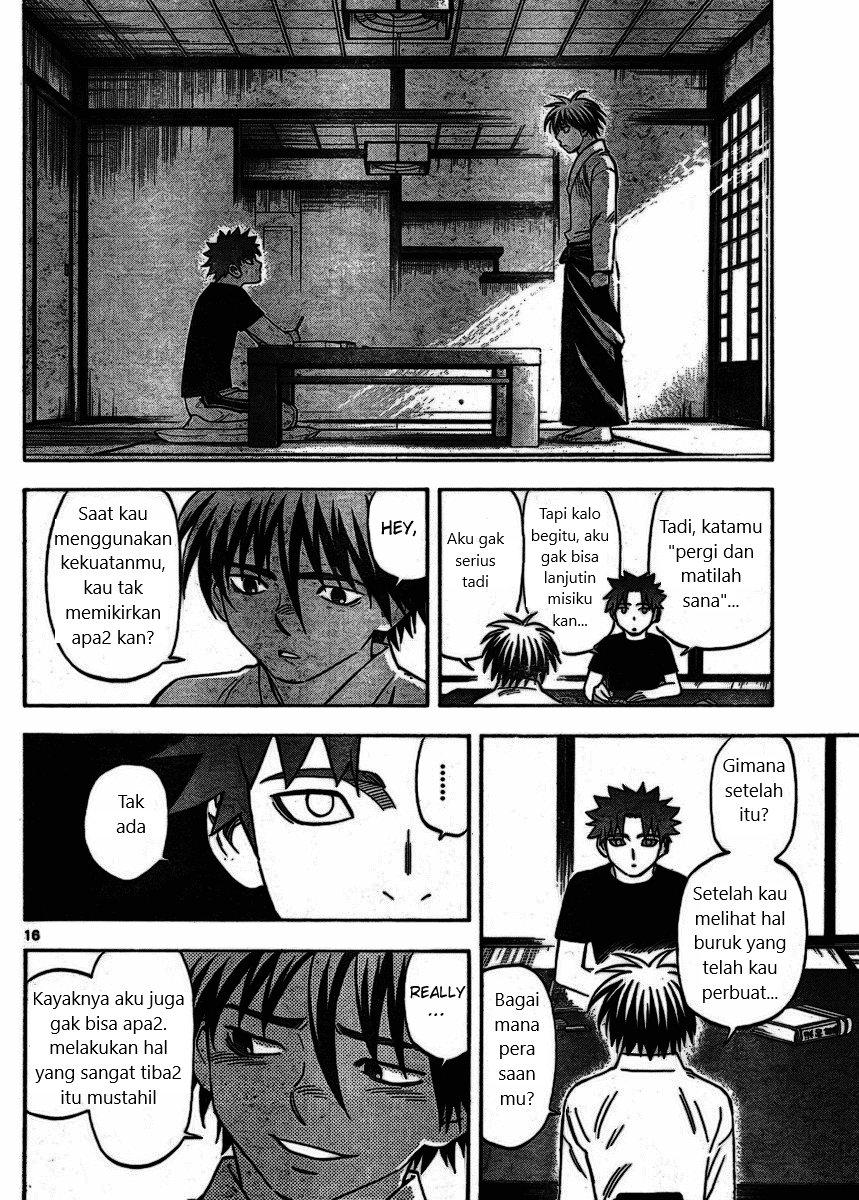 Tadi, katamu
"pergi dan
matilah
sana"...
Tapi kalo
begitu, aku
gak bisa
lanjutin
misiku
kan...
Aku gak
serius
tadi
HEY,
Saat kau
menggunakan
kekuatanmu,
kau tak
memikirkan
apa2 kan?
Gimana
setelah
itu?
Setelah kau
melihat hal
buruk yang
telah kau
perbuat...
Bagai
mana
pera
saan
mu?
........
Tak
ada
16
REALLY
...
Kayaknya aku juga
gak bisa apa2.
melakukan hal
yang sangat tiba2
itu mustahil